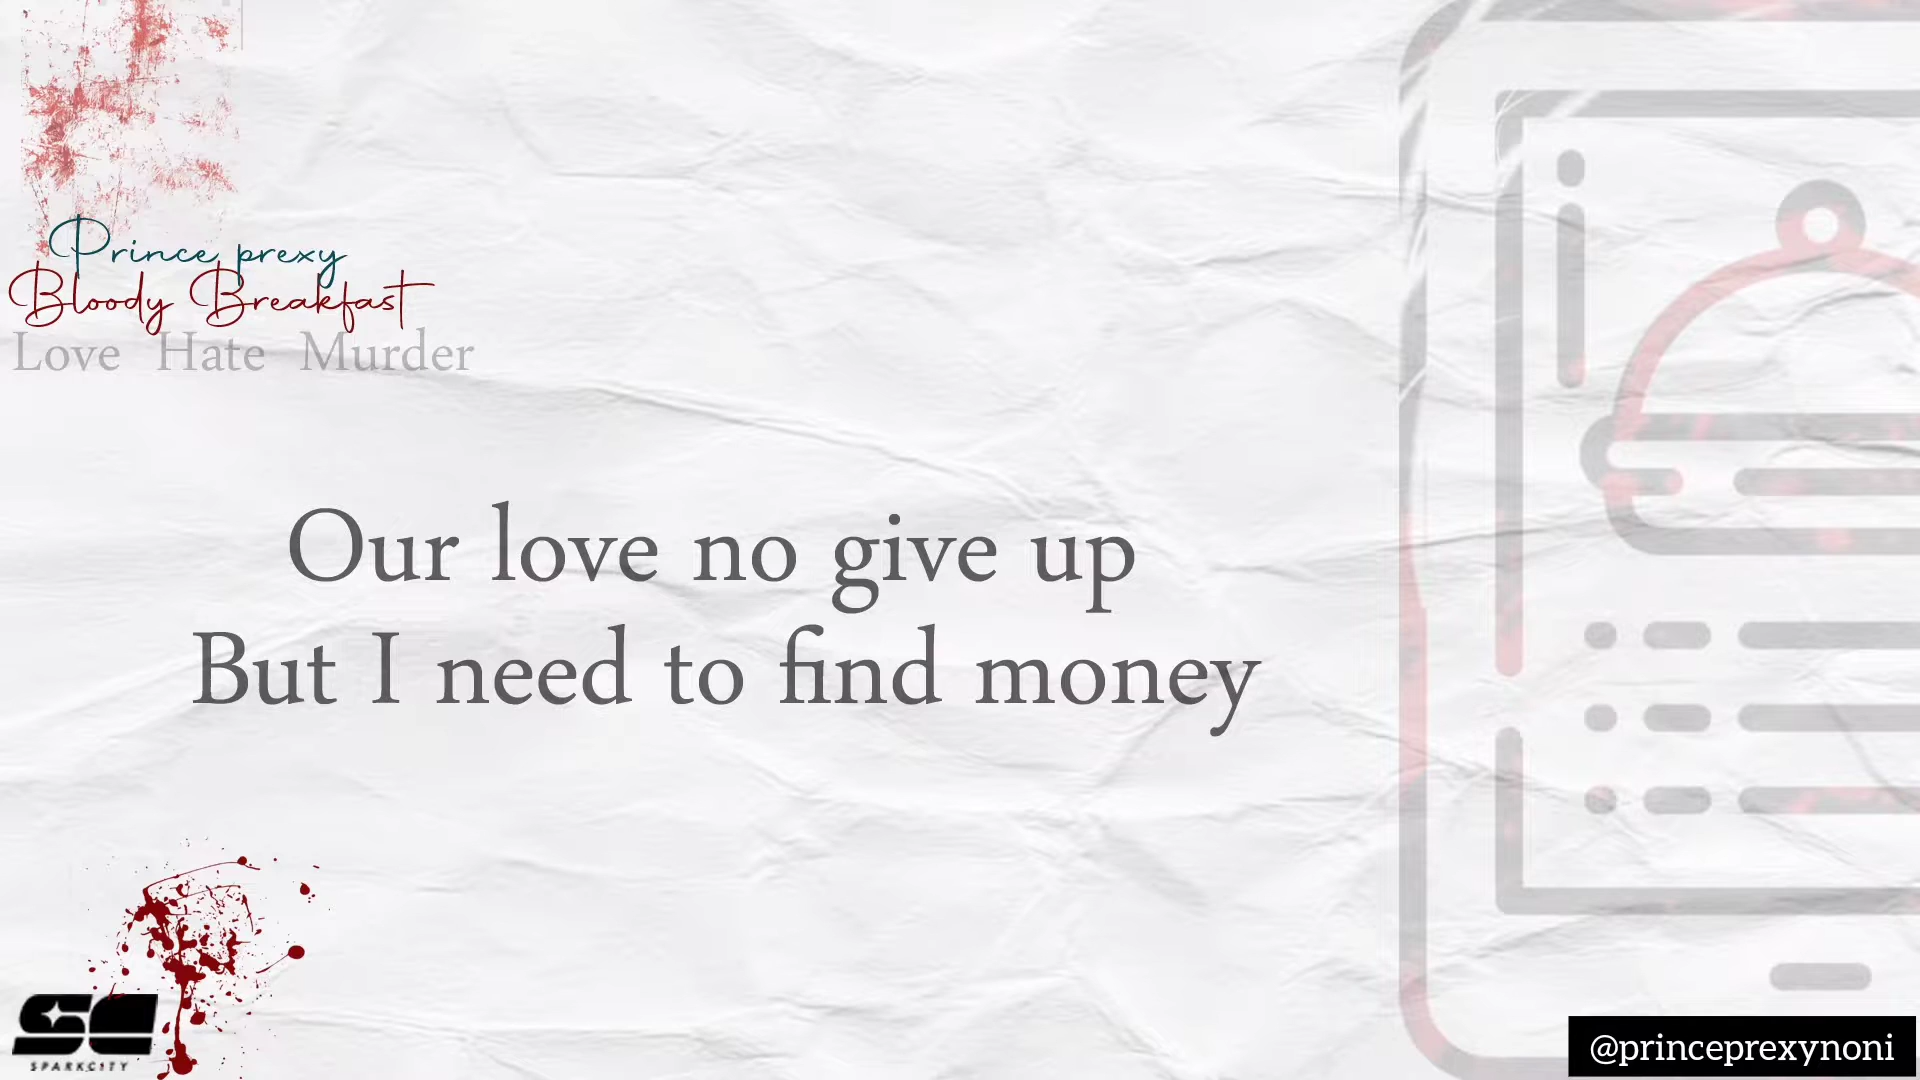 Prince prexy
Bloody Breakfast
Love Hate Murder
Our love no give up
But I need to find money
SC
SPARKCITY
@princeprexynoni